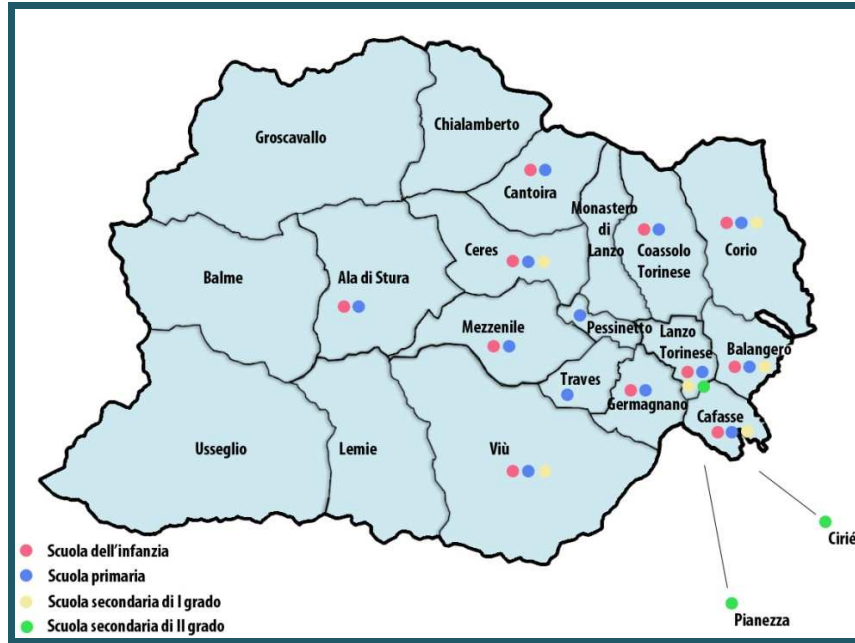 Chialamberto
Groscavallo
Cantoira
Monastero
di
Lanzo
Coassolo
Torinese
Corio
Ceres
Balme
Ala di Stura
Mezzenile
Pessinetto
Lanzo
Torinese
Balangero
Traves
Germagnano
Cafasse
Usseglio
Lemie
Viù
Cirié
Pianezza
Scuola dell'infanzia
Scuola primaria
Scuola secondaria di I grado
Scuola secondaria di II grado